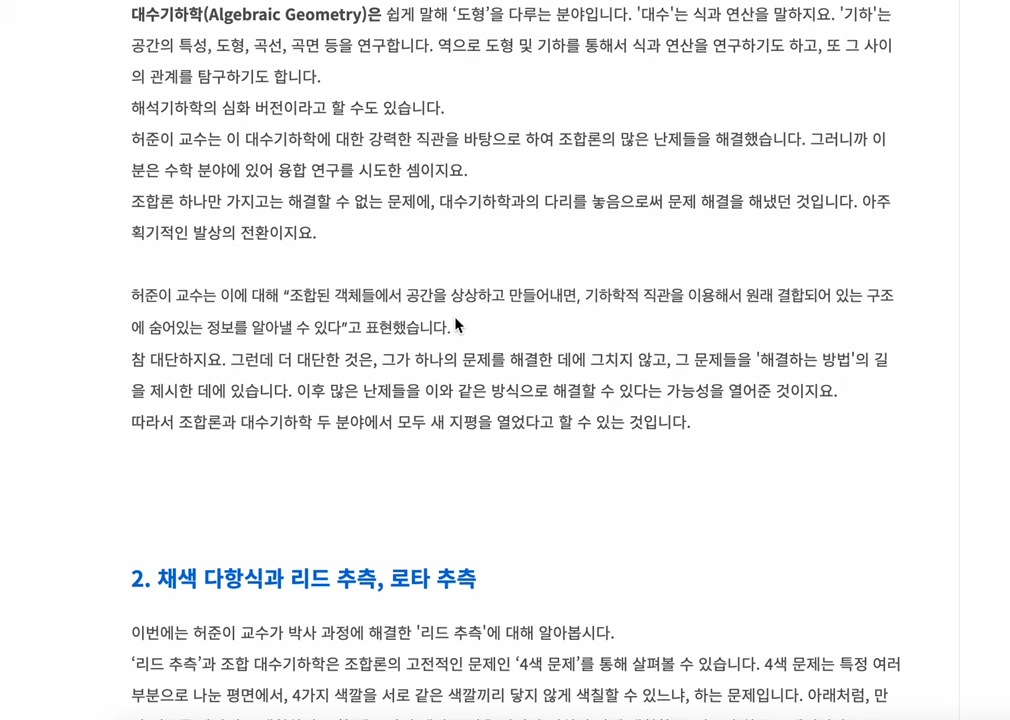 대수기하학(Algebraic Geometry)은 쉽게 말해 ‘도형’을 다루는 분야입니다. '대수'는 식과 연산을 말하지요. '기하'는
공간의 특성, 도형, 곡선, 곡면 등을 연구합니다. 역으로 도형 및 기하를 통해서 식과 연산을 연구하기도 하고, 또 그 사이
의 관계를 탐구하기도 합니다.
해석기하학의 심화 버전이라고 할 수도 있습니다.
허준이 교수는 이 대수기하학에 대한 강력한 직관을 바탕으로 하여 조합론의 많은 난제들을 해결했습니다. 그러니까 이
분은 수학 분야에 있어 융합 연구를 시도한 셈이지요.
조합론 하나만 가지고는 해결할 수 없는 문제에, 대수기하학과의 다리를 놓음으로써 문제 해결을 해냈던 것입니다. 아주
획기적인 발상의 전환이지요.
허준이 교수는 이에 대해 “조합된 객체들에서 공간을 상상하고 만들어내면, 기하학적 직관을 이용해서 원래 결합되어 있는 구조
에 숨어있는 정보를 알아낼 수 있다”고 표현했습니다.
참 대단하지요. 그런데 더 대단한 것은, 그가 하나의 문제를 해결한 데에 그치지 않고, 그 문제들을 '해결하는 방법'의 길
을 제시한 데에 있습니다. 이후 많은 난제들을 이와 같은 방식으로 해결할 수 있다는 가능성을 열어준 것이지요.
따라서 조합론과 대수기하학 두 분야에서 모두 새 지평을 열었다고 할 수 있는 것입니다.
2. 채색 다항식과 리드 추측, 로타 추측
이번에는 허준이 교수가 박사 과정에 해결한 '리드 추측'에 대해 알아봅시다.
‘리드 추측’과 조합 대수기하학은 조합론의 고전적인 문제인 ‘4색 문제’를 통해 살펴볼 수 있습니다. 4색 문제는 특정 여러
부분으로 나눈 평면에서, 4가지 색깔을 서로 같은 색깔끼리 닿지 않게 색칠할 수 있느냐, 하는 문제입니다. 아래처럼, 만